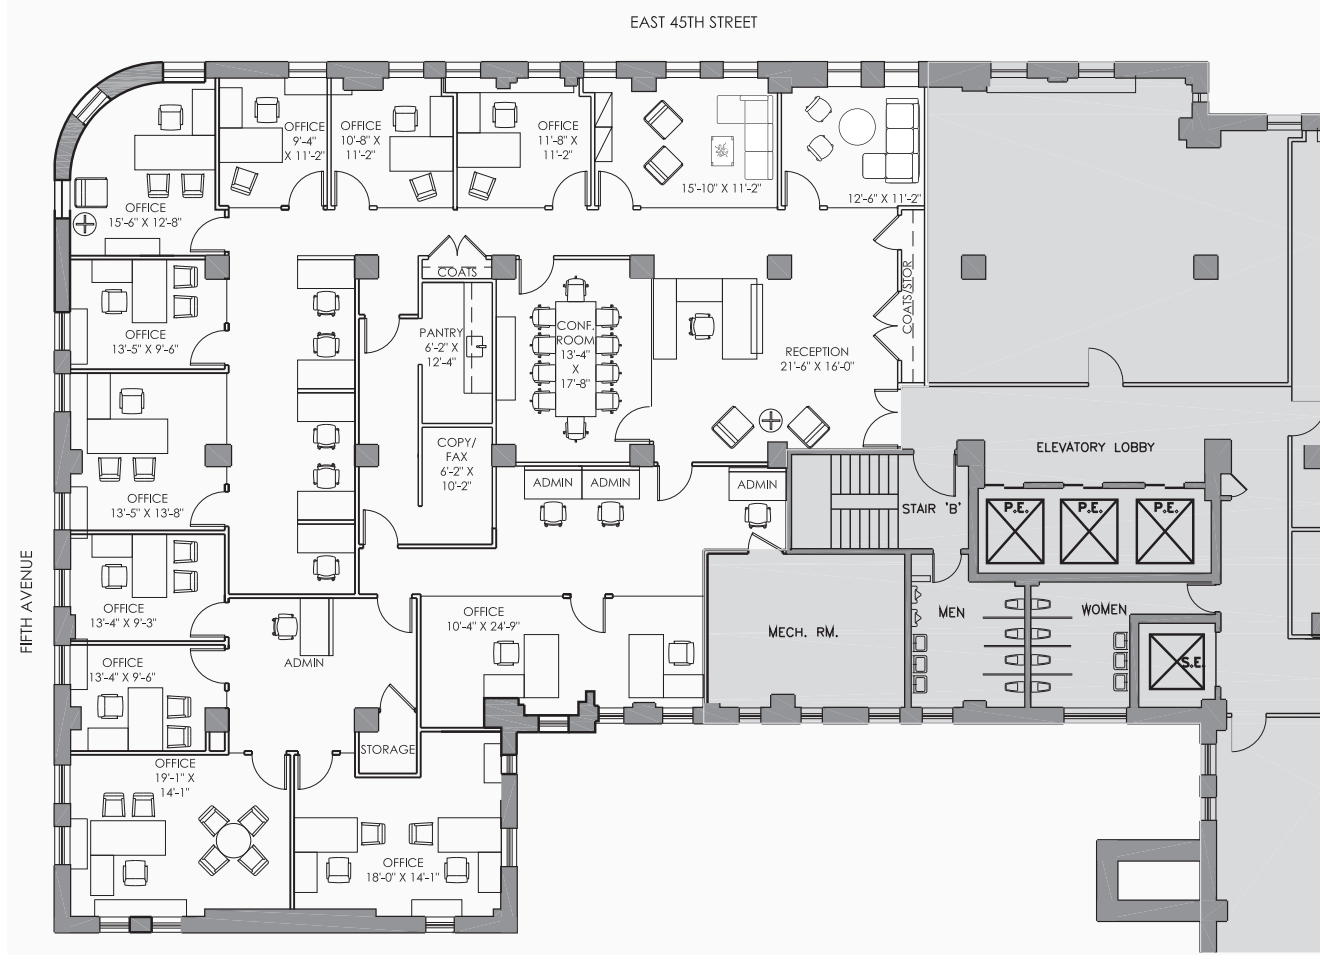 EAST 45TH STREET
OFFICE
9'-4"
X 11'-2"
OFFICE
10'-8" X
11'-2"
OFFICE
11'-8" X
11'-2"
15'-10" X 11'-2"
12'-6" X 11'-2"
OFFICE
15'-6" X 12'-8"
COATS
COATS/STOR
OFFICE
13'-5" X 9'-6"
PANTRY
6'-2" X
12'-4"
CONF.
ROOM
13'-4"
X
17'-8"
RECEPTION
21'-6" X 16'-0"
OFFICE
13'-5" X 13'-8"
COPY/
FAX
6'-2" X
10'-2"
ADMIN
ADMIN
ADMIN
ELEVATORY LOBBY
STAIR 'B'
P.E.
P.E.
P.E.
FIFTH AVENUE
OFFICE
13'-4" X 9'-3"
OFFICE
10'-4" X 24'-9"
MECH. RM.
MEN
WOMEN
S.E.
ADMIN
OFFICE
13'-4" X 9'-6"
STORAGE
OFFICE
19'-1" X
14'-1"
OFFICE
18'-0" X 14'-1"